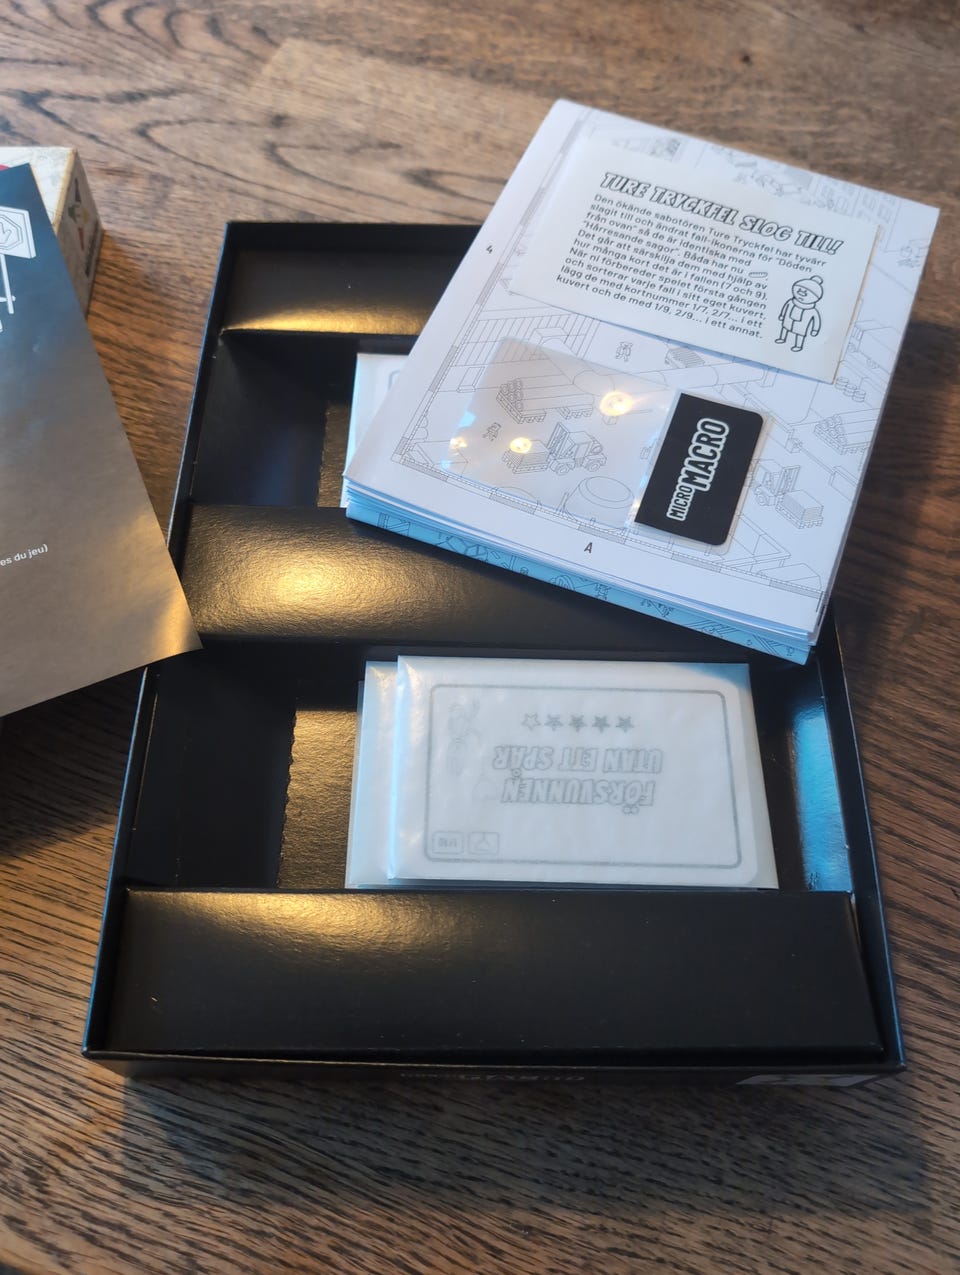 TURE TRYCKFEL SLOG TILL!
Den ökände sabotören Ture Tryckfel har tyvärr
slagit till och ändrat fall-ikonerna för "Döden
från ovan" så de är identiska med
"Hårresande sagor". Båda har nu
Det går att särskilja dem med hjälp av
hur många kort det är i fallen (7 och 9).
När ni förbereder spelet första gången
och sorterar varje fall i sitt eget kuvert,
lägg de med kortnummer 1/7, 2/7... i ett
kuvert och de med 1/9, 2/9... i ett annat.
4
MICRO
MACRO
A
es du jeu)
FÖRSVUNNEN
UTAN ETT SPÅR